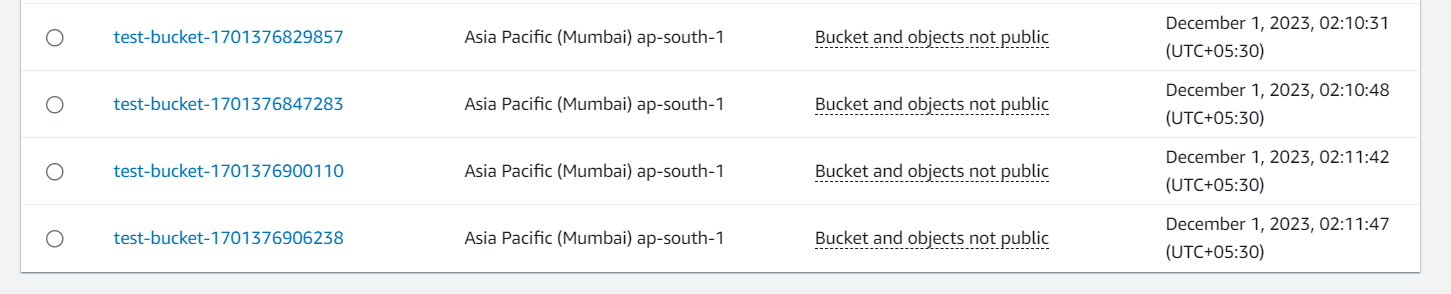 test-bucket-1701376829857 Asia Pacific (Mumbai) ap-south-1 Bucket and objects not public December 1, 2023, 02:10:31
(UTC+05:30)
test-bucket-1701376847283 Asia Pacific (Mumbai) ap-south-1 Bucket and objects not public December 1, 2023, 02:10:48
(UTC+05:30)
test-bucket-1701376900110 Asia Pacific (Mumbai) ap-south-1 Bucket and objects not public December 1, 2023, 02:11:42
(UTC+05:30)
test-bucket-1701376906238 Asia Pacific (Mumbai) ap-south-1 Bucket and objects not public December 1, 2023, 02:11:47
(UTC+05:30)